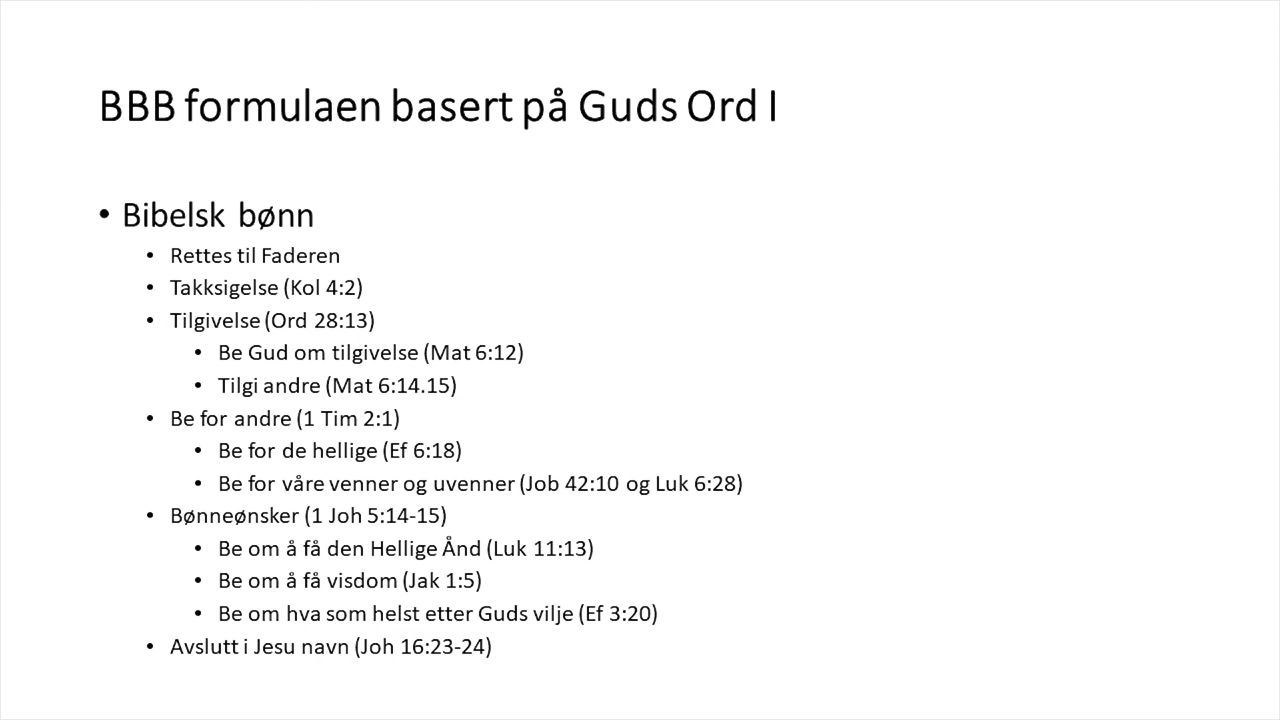 BBB formulaen basert på Guds Ord I
• Bibelsk bønn
• Rettes til Faderen
• Takksigelse (Kol 4:2)
• Tilgivelse (Ord 28:13)
• Be Gud om tilgivelse (Mat 6:12)
• Tilgi andre (Mat 6:14.15)
• Be for andre (1 Tim 2:1)
• Be for de hellige (Ef 6:18)
• Be for våre venner og uvenner (Job 42:10 og Luk 6:28)
• Bønneønsker (1 Joh 5:14-15)
• Be om å få den Hellige Ånd (Luk 11:13)
• Be om å få visdom (Jak 1:5)
• Be om hva som helst etter Guds vilje (Ef 3:20)
• Avslutt i Jesu navn (Joh 16:23-24)